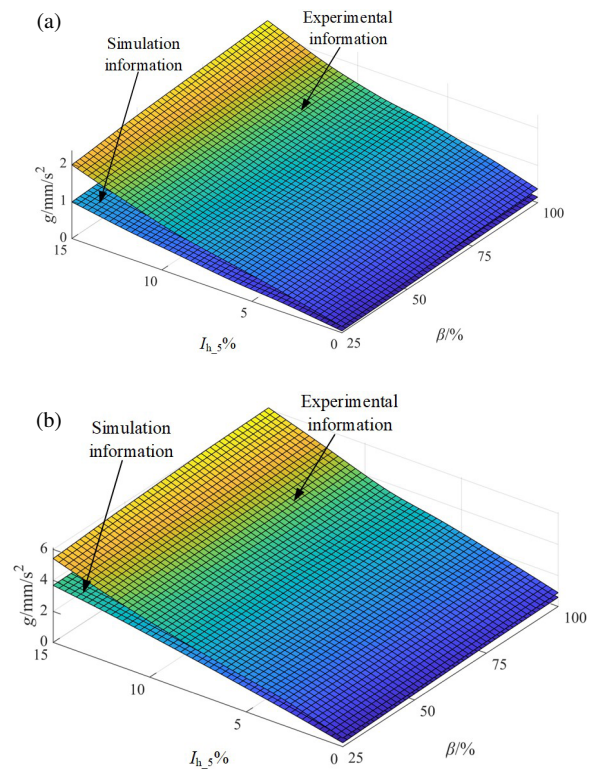 (a)
Experimental
information
Simulation
information
g/mm/s²
2
1
0
15
10
5
0
I_h_5%
25
50
75
100
β/%
(b)
Experimental
information
Simulation
information
g/mm/s²
6
4
2
0
15
10
5
0
I_h_5%
25
50
75
100
β/%